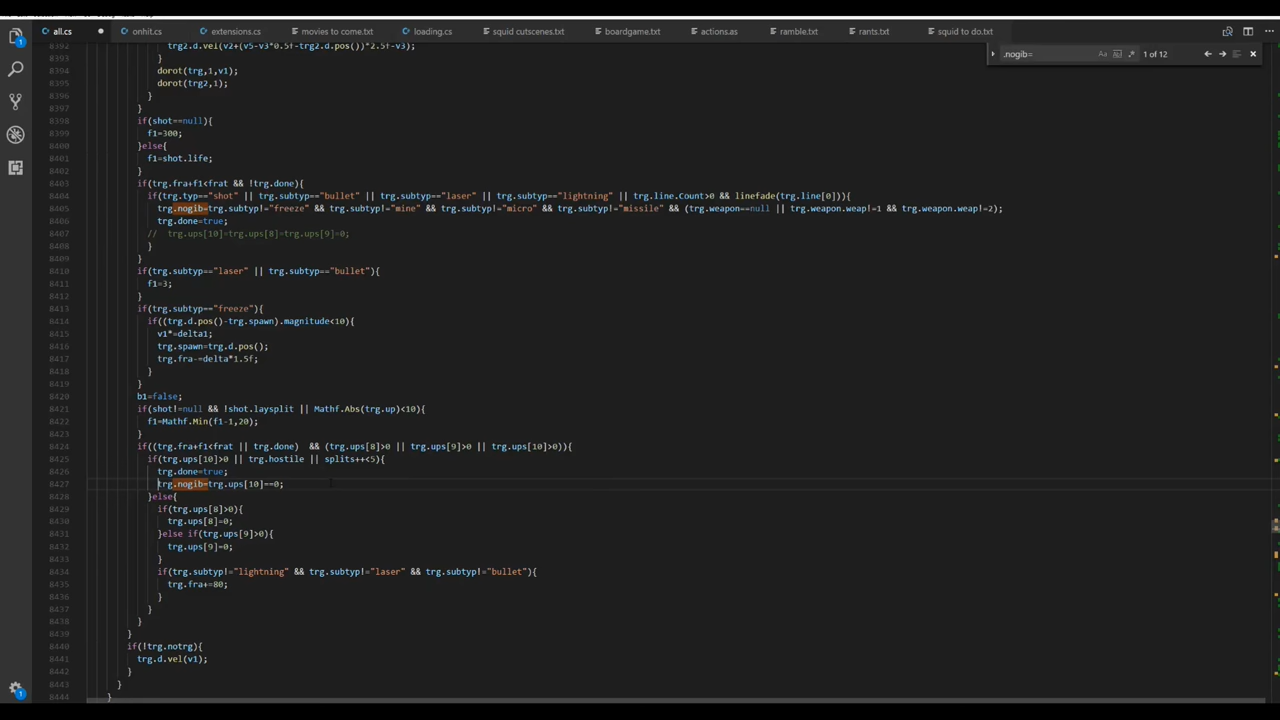 all.cs
onhit.cs
extensions.cs
movies to come.txt
loading.cs
squid cutscenes.txt
boardgame.txt
actions.as
ramble.txt
rants.txt
squid to do.txt
.nogib=
1 of 12
8392 trg2.d.vel(v2+(v5-v3*0.5f-trg2.d.pos())*2.5f-v3);
8393 }
8394 dorot(trg,1,v1);
8395 dorot(trg2,1);
8396 }
8397 }
8398 if(shot==null){
8399 f1=300;
8400 }else{
8401 f1=shot.life;
8402 }
8403 if(trg.fra+f1<frat && !trg.done){
8404 if(trg.typ=="shot" || trg.subtyp=="bullet" || trg.subtyp=="laser" || trg.subtyp=="lightning" || trg.line.Count>0 && linefade(trg.line[0])){
8405 trg.nogib=trg.subtyp!="freeze" && trg.subtyp!="mine" && trg.subtyp!="micro" && trg.subtyp!="missile" && (trg.weapon==null || trg.weapon.weap!=1 && trg.weapon.weap!=2);
8406 trg.done=true;
8407 // trg.ups[10]=trg.ups[8]=trg.ups[9]=0;
8408 }
8409 }
8410 if(trg.subtyp=="laser" || trg.subtyp=="bullet"){
8411 f1=3;
8412 }
8413 if(trg.subtyp=="freeze"){
8414 if((trg.d.pos()-trg.spawn).magnitude<10){
8415 v1*=delta1;
8416 trg.spawn=trg.d.pos();
8417 trg.fra-=delta*1.5f;
8418 }
8419 }
8420 b1=false;
8421 if(shot!=null && !shot.laysplit || Mathf.Abs(trg.up)<10){
8422 f1=Mathf.Min(f1-1,20);
8423 }
8424 if((trg.fra+f1<frat || trg.done)  && (trg.ups[8]>0 || trg.ups[9]>0 || trg.ups[10]>0)){
8425 if(trg.ups[10]>0 || trg.hostile || splits++<5){
8426 trg.done=true;
8427 trg.nogib=trg.ups[10]==0;
8428 }else{
8429 if(trg.ups[8]>0){
8430 trg.ups[8]=0;
8431 }else if(trg.ups[9]>0){
8432 trg.ups[9]=0;
8433 }
8434 if(trg.subtyp!="lightning" && trg.subtyp!="laser" && trg.subtyp!="bullet"){
8435 trg.fra+=80;
8436 }
8437 }
8438 }
8439 }
8440 if(!trg.notrg){
8441 trg.d.vel(v1);
8442 }
8443 }
8444 }